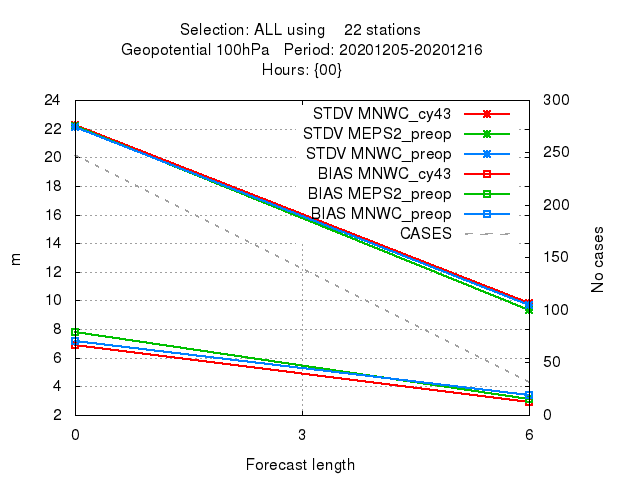 Selection: ALL using    22 stations
Geopotential 100hPa   Period: 20201205-20201216
Hours: {00}
24
22
20
18
16
14
12
10
8
6
4
2
m
300
250
200
150
100
50
0
No cases
STDV MNWC_cy43
STDV MEPS2_preop
STDV MNWC_preop
BIAS MNWC_cy43
BIAS MEPS2_preop
BIAS MNWC_preop
CASES
0 3 6
Forecast length